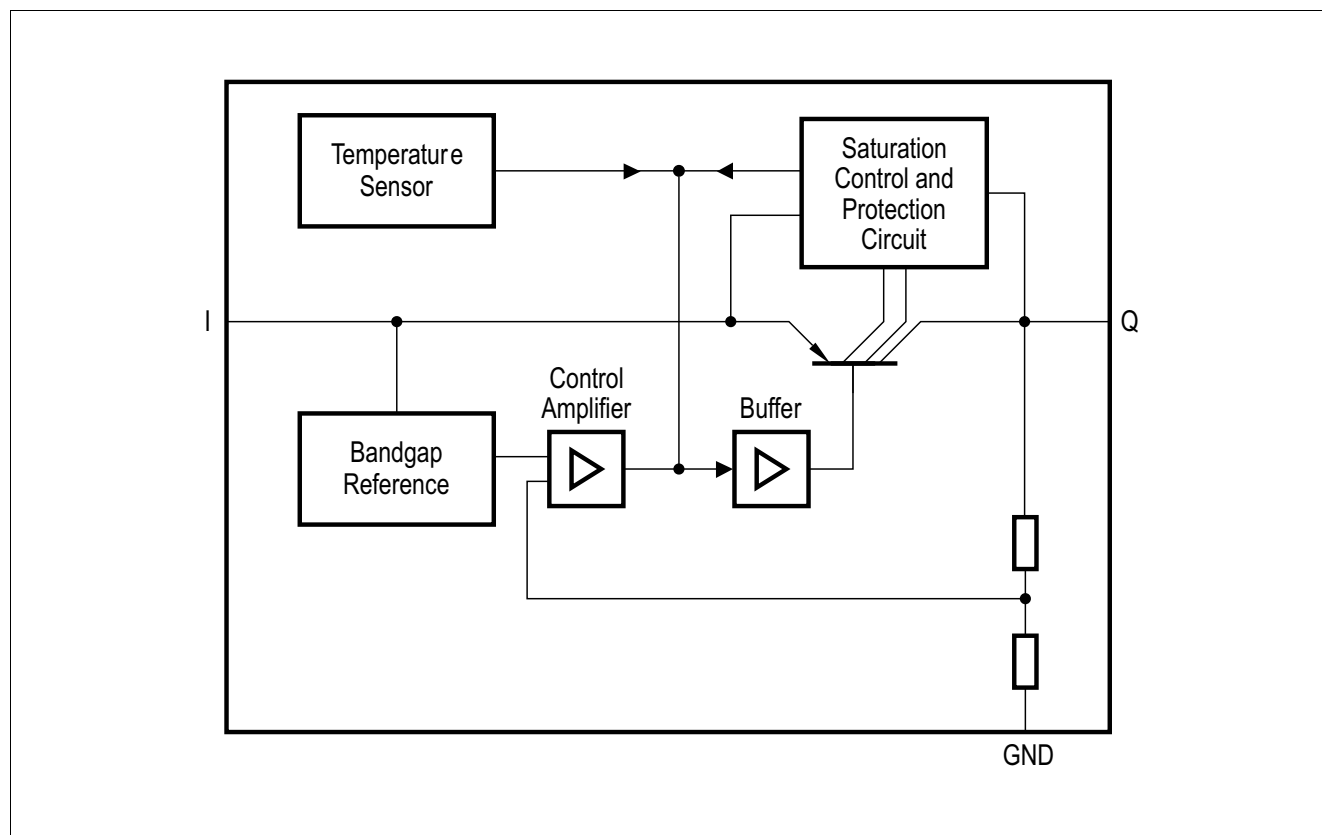 Temperature
Sensor
Saturation
Control and
Protection
Circuit
I
Q
Control
Amplifier
Buffer
Bandgap
Reference
GND